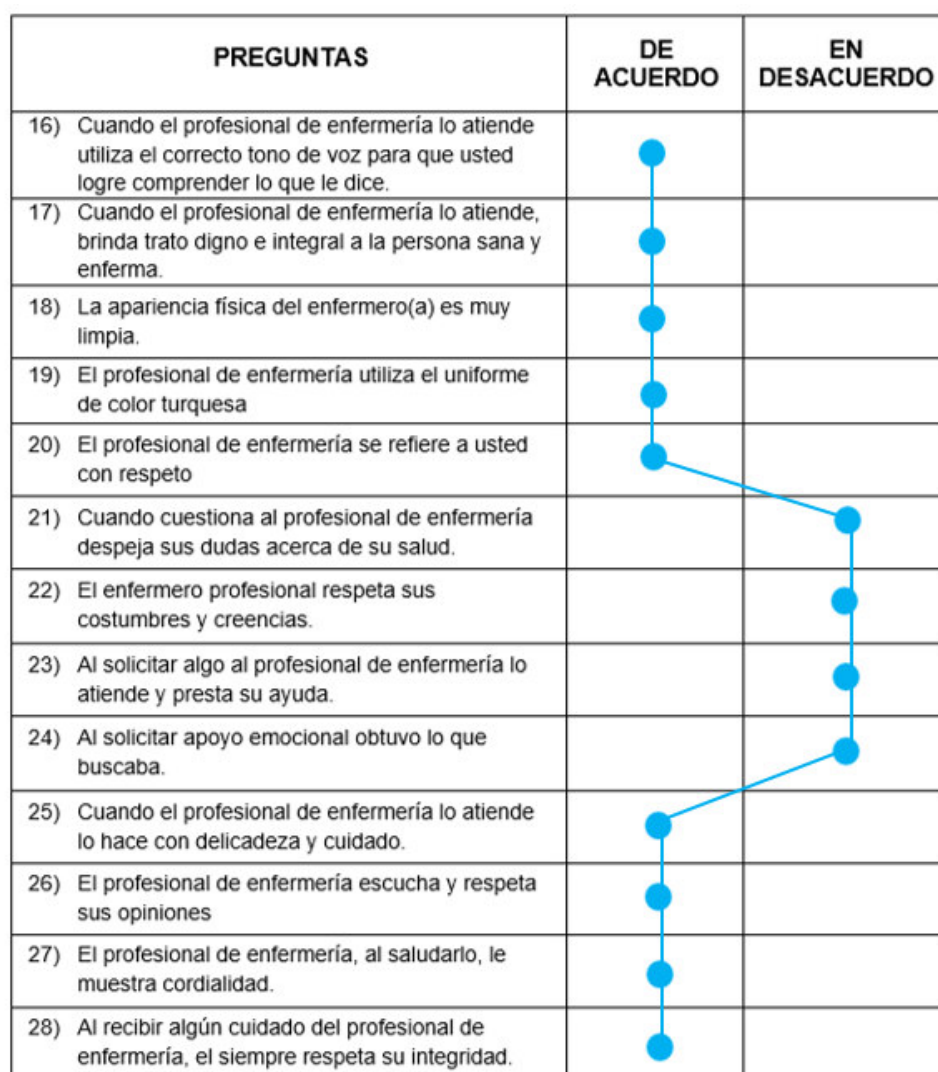 PREGUNTAS
DE
ACUERDO
EN
DESACUERDO
16) Cuando el profesional de enfermería lo atiende
utiliza el correcto tono de voz para que usted
logre comprender lo que le dice.
17) Cuando el profesional de enfermería lo atiende,
brinda trato digno e integral a la persona sana y
enferma.
18) La apariencia física del enfermero(a) es muy
limpia.
19) El profesional de enfermería utiliza el uniforme
de color turquesa
20) El profesional de enfermería se refiere a usted
con respeto
21) Cuando cuestiona al profesional de enfermería
despeja sus dudas acerca de su salud.
22) El enfermero profesional respeta sus
costumbres y creencias.
23) Al solicitar algo al profesional de enfermería lo
atiende y presta su ayuda.
24) Al solicitar apoyo emocional obtuvo lo que
buscaba.
25) Cuando el profesional de enfermería lo atiende
lo hace con delicadeza y cuidado.
26) El profesional de enfermería escucha y respeta
sus opiniones
27) El profesional de enfermería, al saludarlo, le
muestra cordialidad.
28) Al recibir algún cuidado del profesional de
enfermería, el siempre respeta su integridad.